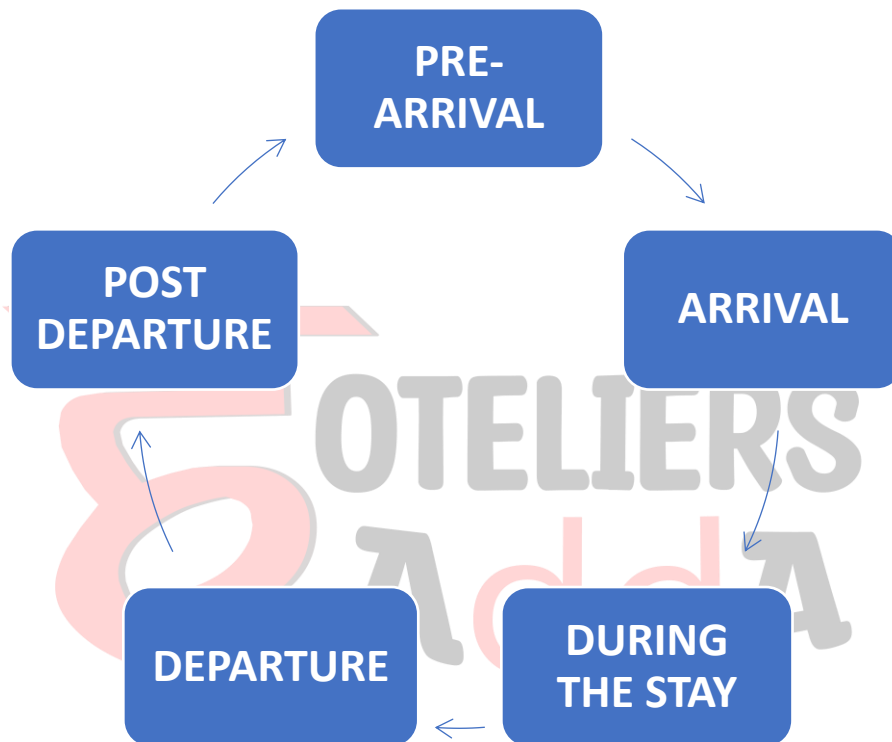 PRE-
ARRIVAL
ARRIVAL
DURING
THE STAY
DEPARTURE
POST
DEPARTURE
OTELIERS
AddA